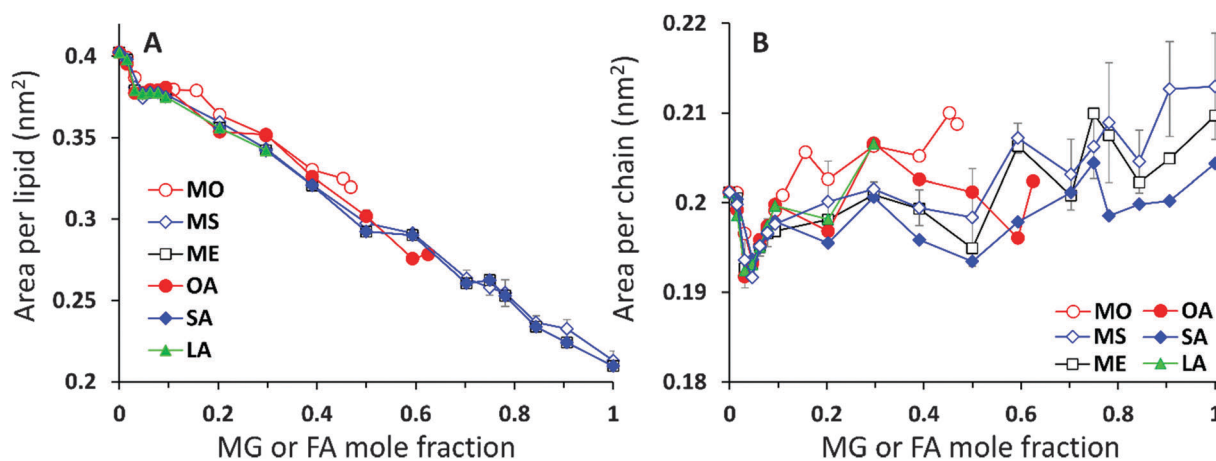 A
Area per lipid (nm²)
0.4
0.35
0.3
0.25
0.2
MO
MS
ME
OA
SA
LA
0 0.2 0.4 0.6 0.8 1
MG or FA mole fraction
B
Area per chain (nm²)
0.22
0.21
0.2
0.19
0.18
MO OA
MS SA
ME LA
0 0.2 0.4 0.6 0.8 1
MG or FA mole fraction